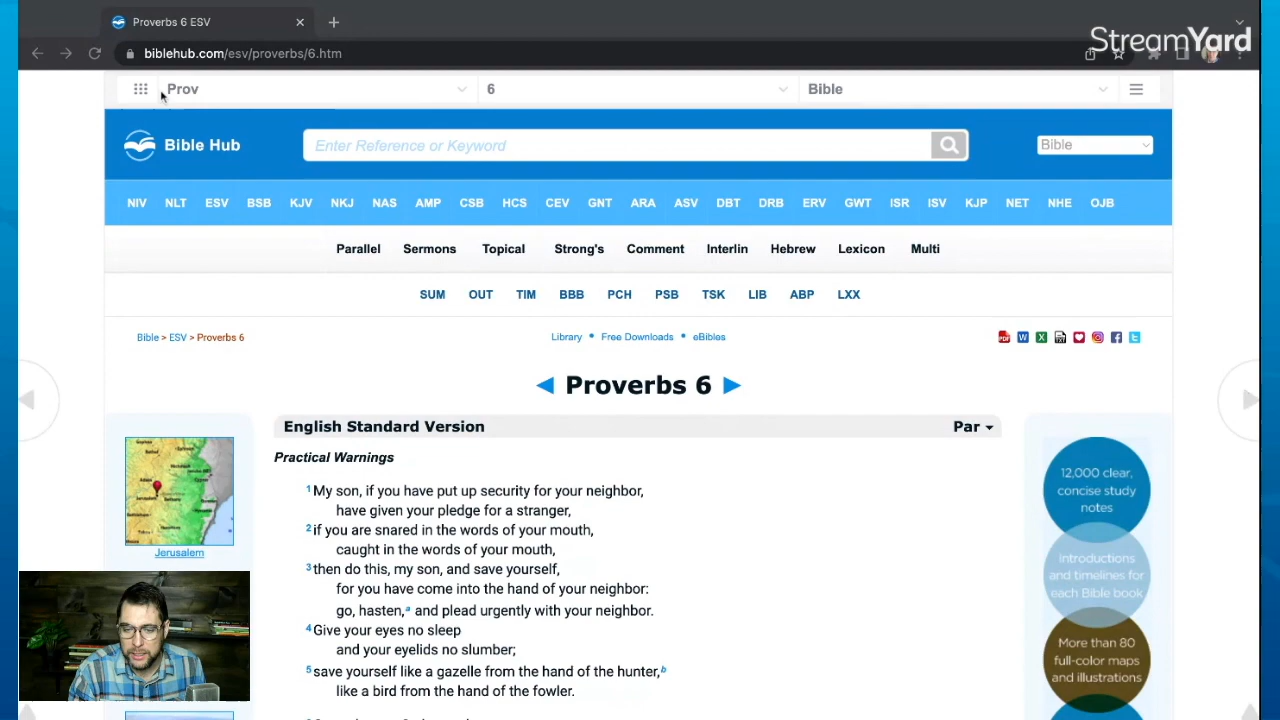 Proverbs 6 ESV
StreamYard
biblehub.com/esv/proverbs/6.htm
Prov 6 Bible
Bible Hub Enter Reference or Keyword Bible
NIV NLT ESV BSB KJV NKJ NAS AMP CSB HCS CEV GNT ARA ASV DBT DRB ERV GWT ISR ISV KJP NET NHE OJB
Parallel Sermons Topical Strong's Comment Interlin Hebrew Lexicon Multi
SUM OUT TIM BBB PCH PSB TSK LIB ABP LXX
Bible > ESV > Proverbs 6 Library • Free Downloads • eBibles
Proverbs 6
English Standard Version Par
Practical Warnings
1 My son, if you have put up security for your neighbor,
have given your pledge for a stranger,
2 if you are snared in the words of your mouth,
caught in the words of your mouth,
3 then do this, my son, and save yourself,
for you have come into the hand of your neighbor:
go, hasten,a and plead urgently with your neighbor.
4 Give your eyes no sleep
and your eyelids no slumber;
5 save yourself like a gazelle from the hand of the hunter,b
like a bird from the hand of the fowler.
Jerusalem
12,000 clear,
concise study
notes
Introductions
and timelines for
each Bible book
More than 80
full-color maps
and illustrations